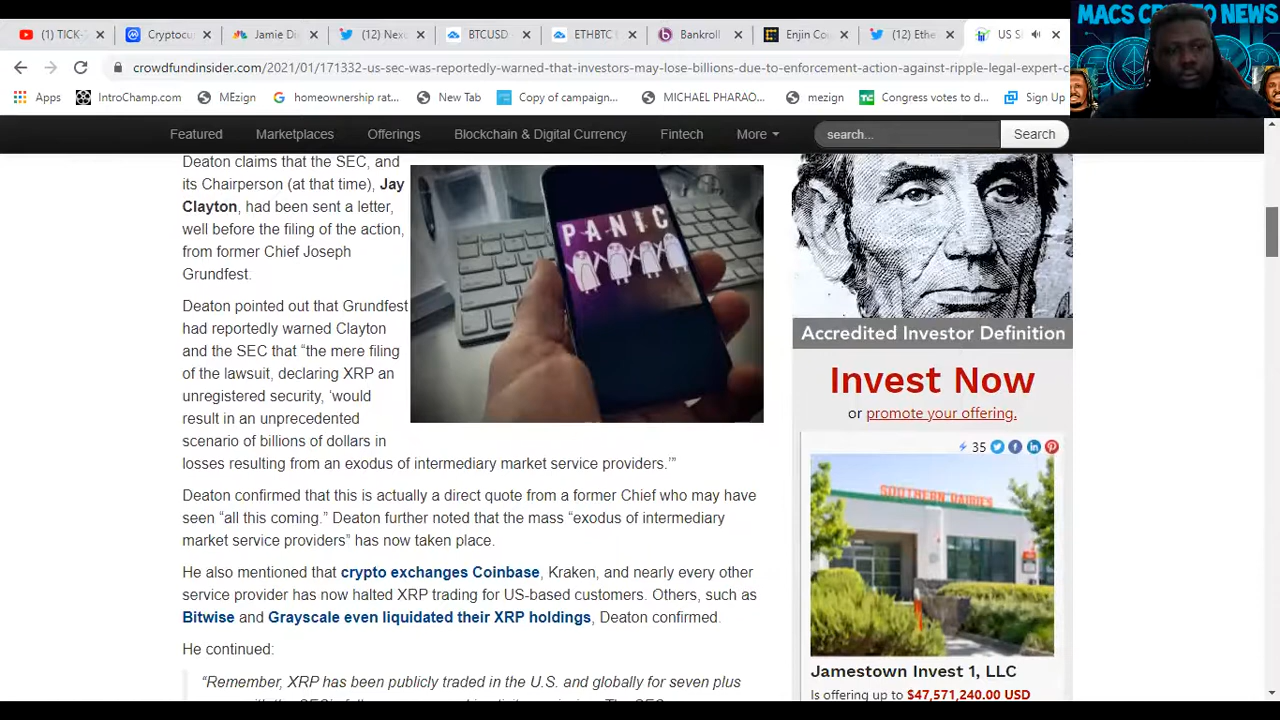 MACS CRYPTO NEWS
(1) TICK
Cryptocu
Jamie Di
(12) Nexo
BTCUSD
ETHBTC
Bankroll
Enjin Co
(12) Ethe
US S
crowdfundinsider.com/2021/01/171332-us-sec-was-reportedly-warned-that-investors-may-lose-billions-due-to-enforcement-action-against-ripple-legal-expert-c
Apps
IntroChamp.com
MEzign
homeownership rat...
New Tab
Copy of campaign...
MICHAEL PHARAO...
mezign
Congress votes to d...
Sign Up
Featured
Marketplaces
Offerings
Blockchain & Digital Currency
Fintech
More
search...
Search
Deaton claims that the SEC, and
its Chairperson (at that time), Jay
Clayton, had been sent a letter,
well before the filing of the action,
from former Chief Joseph
Grundfest.
PANIC
Deaton pointed out that Grundfest
had reportedly warned Clayton
and the SEC that “the mere filing
of the lawsuit, declaring XRP an
unregistered security, ‘would
result in an unprecedented
scenario of billions of dollars in
losses resulting from an exodus of intermediary market service providers.’”
Deaton confirmed that this is actually a direct quote from a former Chief who may have
seen “all this coming.” Deaton further noted that the mass “exodus of intermediary
market service providers” has now taken place.
He also mentioned that crypto exchanges Coinbase, Kraken, and nearly every other
service provider has now halted XRP trading for US-based customers. Others, such as
Bitwise and Grayscale even liquidated their XRP holdings, Deaton confirmed.
He continued:
“Remember, XRP has been publicly traded in the U.S. and globally for seven plus
Accredited Investor Definition
Invest Now
or promote your offering.
35
SOUTHERN DAIRIES
Jamestown Invest 1, LLC
Is offering up to $47,571,240.00 USD